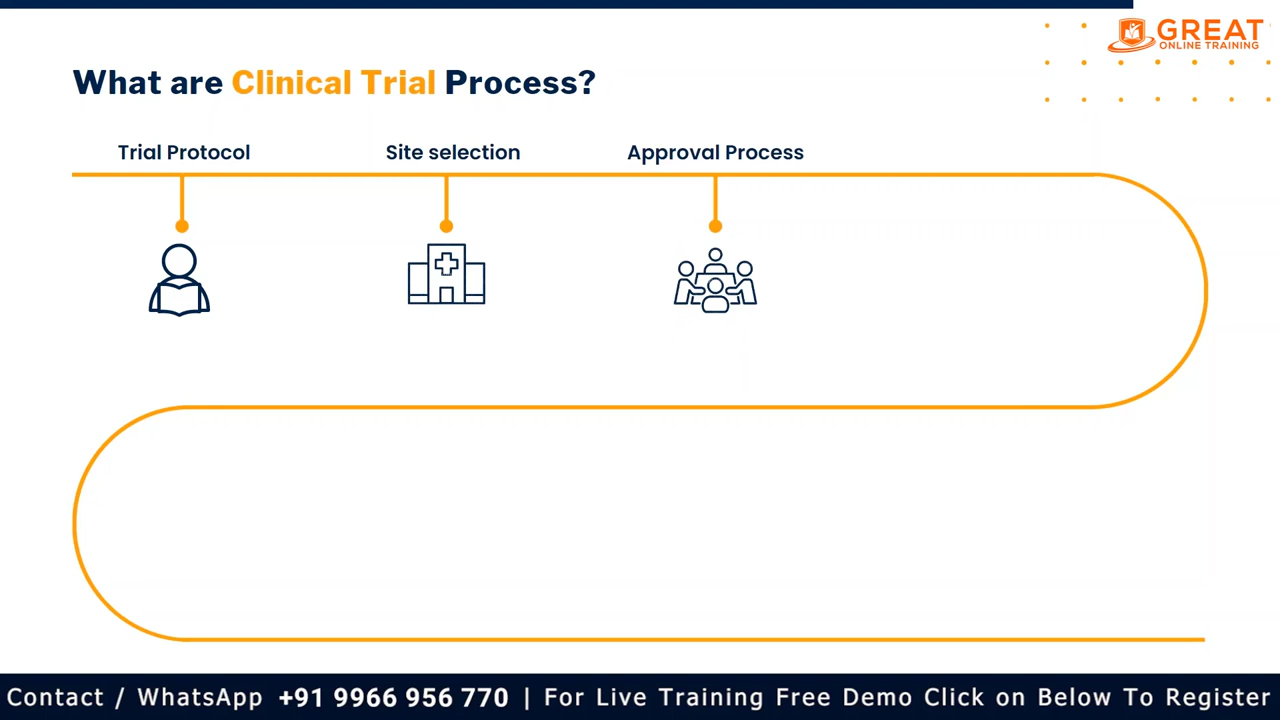 GREAT
ONLINE TRAINING
What are Clinical Trial Process?
Trial Protocol
Site selection
Approval Process
Contact / WhatsApp +91 9966 956 770 | For Live Training Free Demo Click on Below To Register